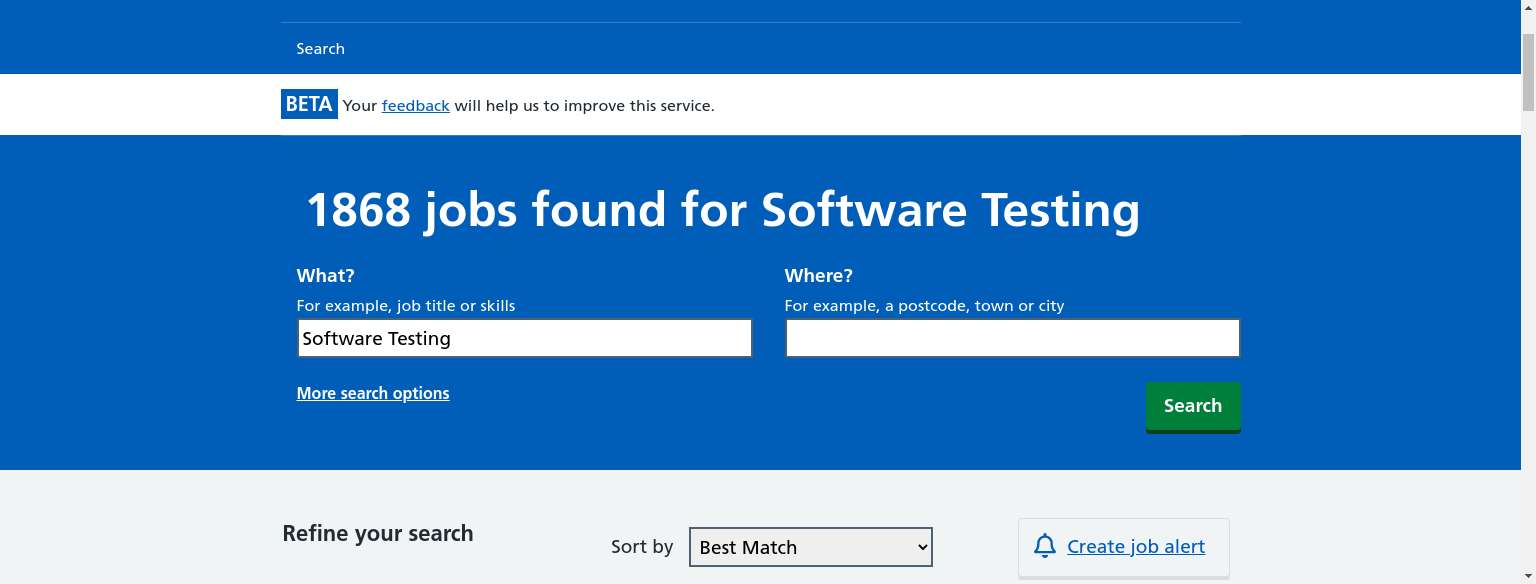 Search
BETA Your feedback will help us to improve this service.
1868 jobs found for Software Testing
What?
For example, job title or skills
Software Testing
Where?
For example, a postcode, town or city
More search options
Search
Refine your search
Sort by Best Match
Create job alert